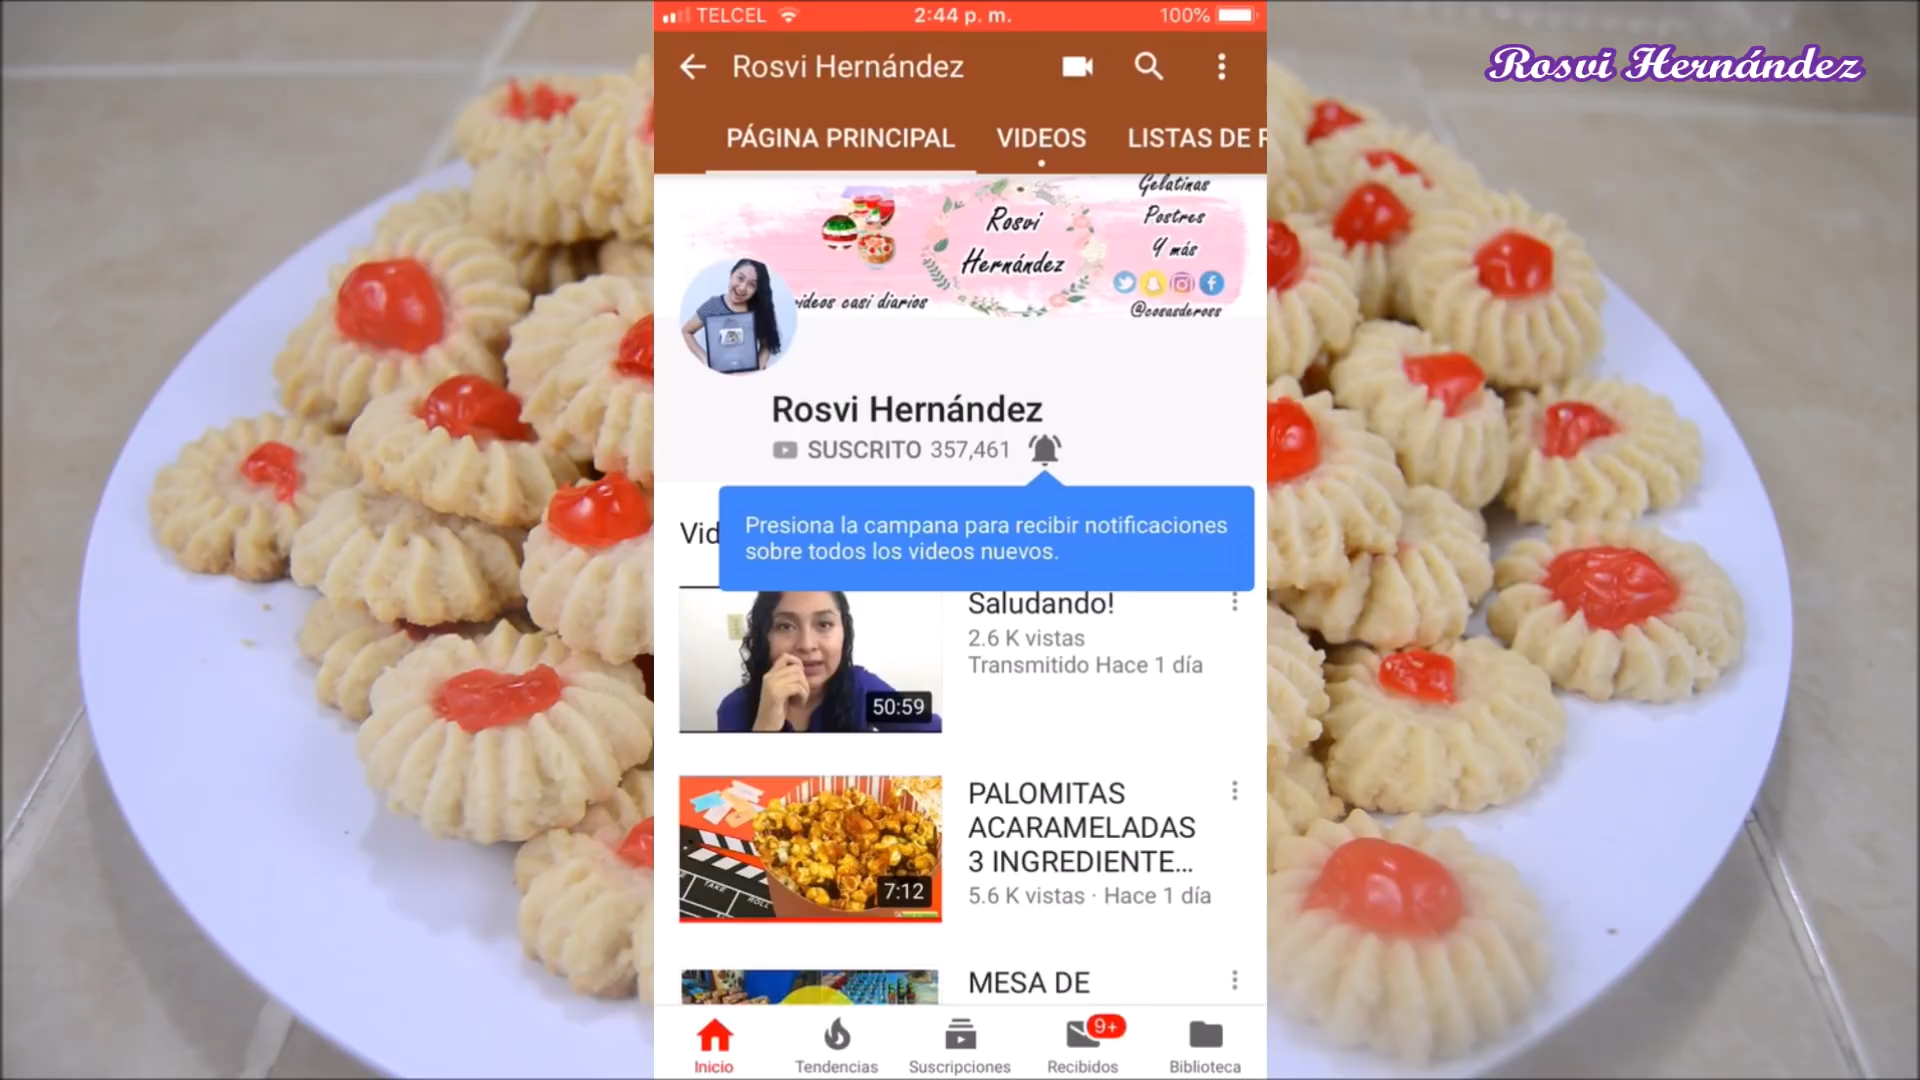 TELCEL 2:44 p. m. 100%
Rosvi Hernández
Rosvi Hernández
PÁGINA PRINCIPAL VIDEOS LISTAS DE
Gelatinas
Postres
Y más
Rosvi
Hernández
videos casi diarios
@cosasdeross
Rosvi Hernández
SUSCRITO 357,461
Presiona la campana para recibir notificaciones
sobre todos los videos nuevos.
Vid
Saludando!
2.6 K vistas
Transmitido Hace 1 día
50:59
PALOMITAS
ACARAMELADAS
3 INGREDIENTE...
5.6 K vistas · Hace 1 día
TAKE
ROLL
7:12
MESA DE
9+
Inicio Tendencias Suscripciones Recibidos Biblioteca